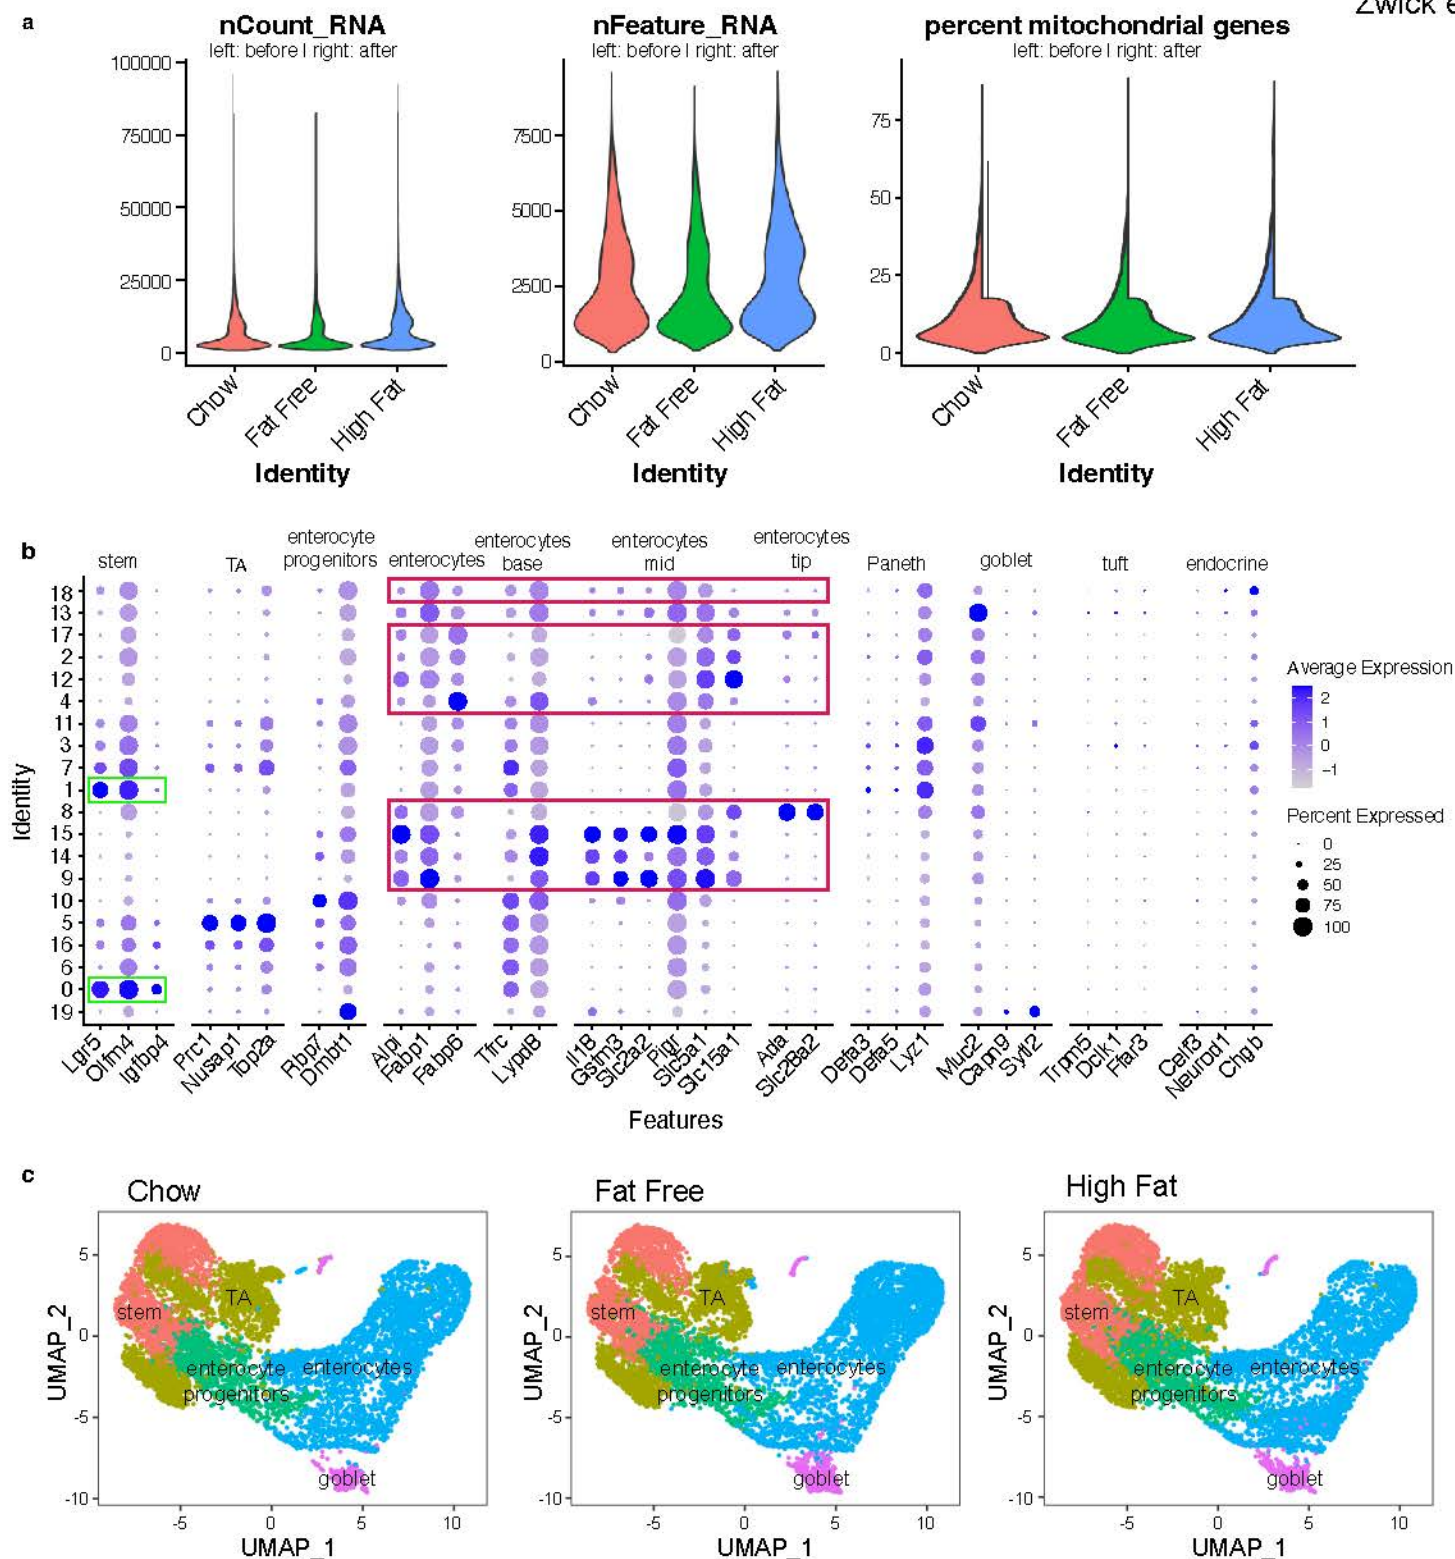 Zwick e
a
nCount_RNA
left: before | right: after
nFeature_RNA
left: before | right: after
percent mitochondrial genes
left: before | right: after
100000
75000
50000
25000
0
7500
5000
2500
0
75
50
25
0
Chow
Fat Free
High Fat
Chow
Fat Free
High Fat
Chow
Fat Free
High Fat
Identity
Identity
Identity
b
stem
TA
enterocyte
progenitors
enterocytes
enterocytes
base
enterocytes
mid
enterocytes
tip
Paneth
goblet
tuft
endocrine
Identity
18
13
17
2
12
4
11
3
7
1
8
15
14
9
10
5
16
6
0
19
Average Expression
2
1
0
-1
Percent Expressed
0
25
50
75
100
Lgr5
Olfm4
Igfbp4
Prc1
Nusap1
Top2a
Rbp7
Dmbt1
Alpi
Fabp1
Fabp6
Tfrc
Lypd8
Il18
Gstm3
Slc2a2
Pigr
Slc5a1
Slc15a1
Ada
Slc28a2
Defa3
Defa5
Lyz1
Muc2
Capn9
Sytl2
Trpm5
Dclk1
Ffar3
Celf3
Neurod1
Chgb
Features
c
Chow
5
0
-5
-10
UMAP_2
stem
TA
enterocyte
progenitors
enterocytes
goblet
-5
0
5
10
UMAP_1
Fat Free
5
0
-5
-10
UMAP_2
stem
TA
enterocyte
progenitors
enterocytes
goblet
-5
0
5
10
UMAP_1
High Fat
5
0
-5
-10
UMAP_2
stem
TA
enterocyte
progenitors
enterocytes
goblet
-5
0
5
10
UMAP_1